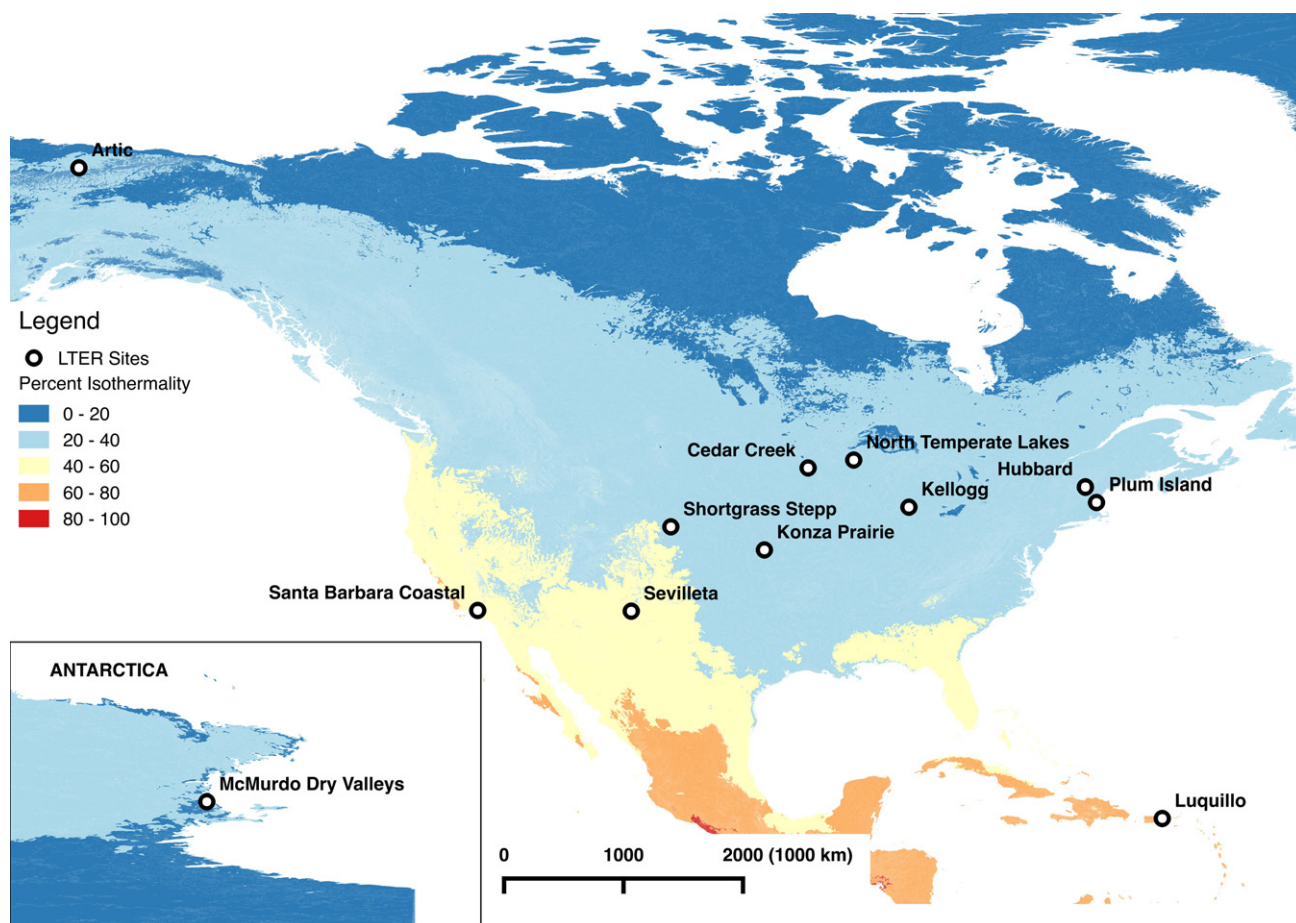 Artic
Legend
LTER Sites
Percent Isothermality
0 - 20
20 - 40
40 - 60
60 - 80
80 - 100
Cedar Creek
North Temperate Lakes
Hubbard
Plum Island
Kellogg
Shortgrass Stepp
Konza Prairie
Santa Barbara Coastal
Sevilleta
ANTARCTICA
McMurdo Dry Valleys
Luquillo
0 1000 2000 (1000 km)